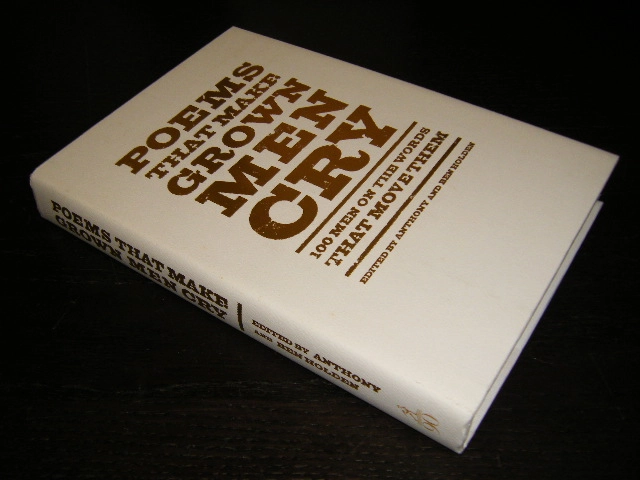 POEMS
THAT MAKE
GROWN
MEN
CRY
100 MEN ON THE WORDS
THAT MOVE THEM
EDITED BY ANTHONY AND BEN HOLDEN
POEMS THAT MAKE
GROWN MEN CRY
EDITED BY ANTHONY
AND BEN HOLDEN